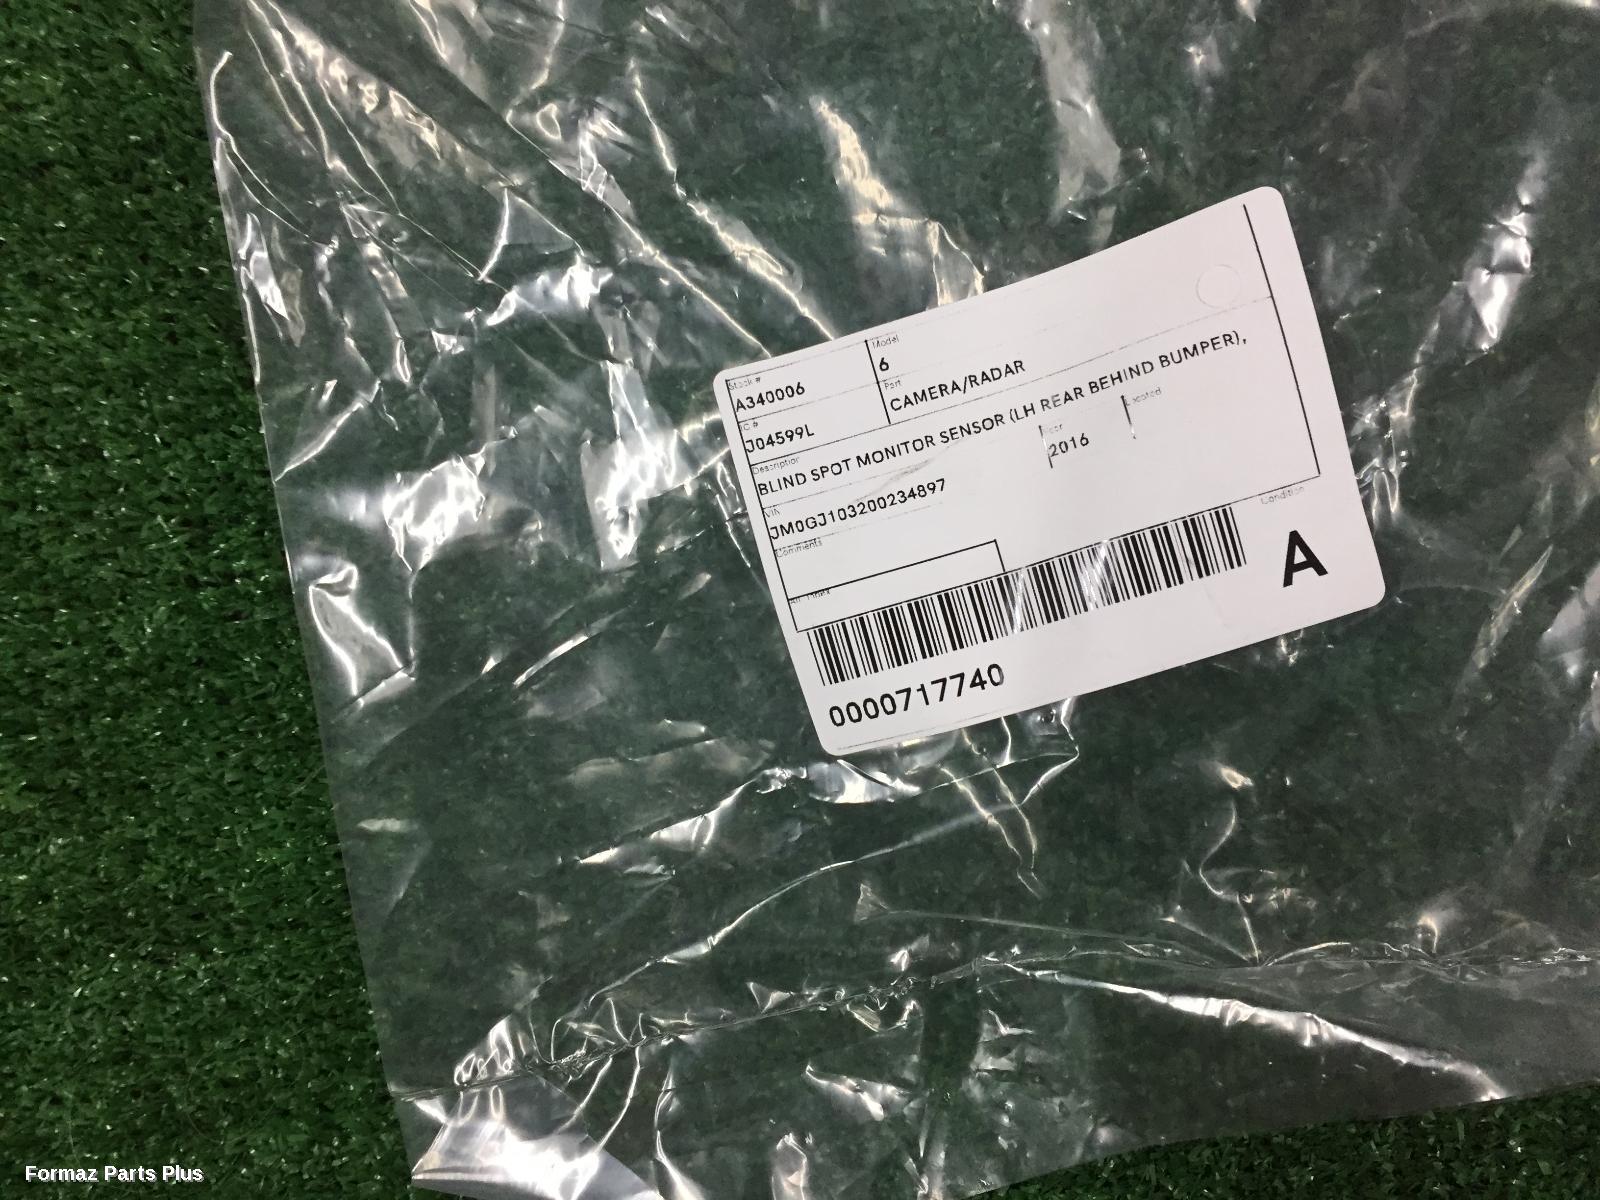 Stock #
A340006
Model
6
IC #
J04599L
Part
CAMERA/RADAR
Description
BLIND SPOT MONITOR SENSOR (LH REAR BEHIND BUMPER),
VIN
JM0GJ103200234897
Year
2016
Located
Comments
Condition
A
0000717740
Formaz Parts Plus